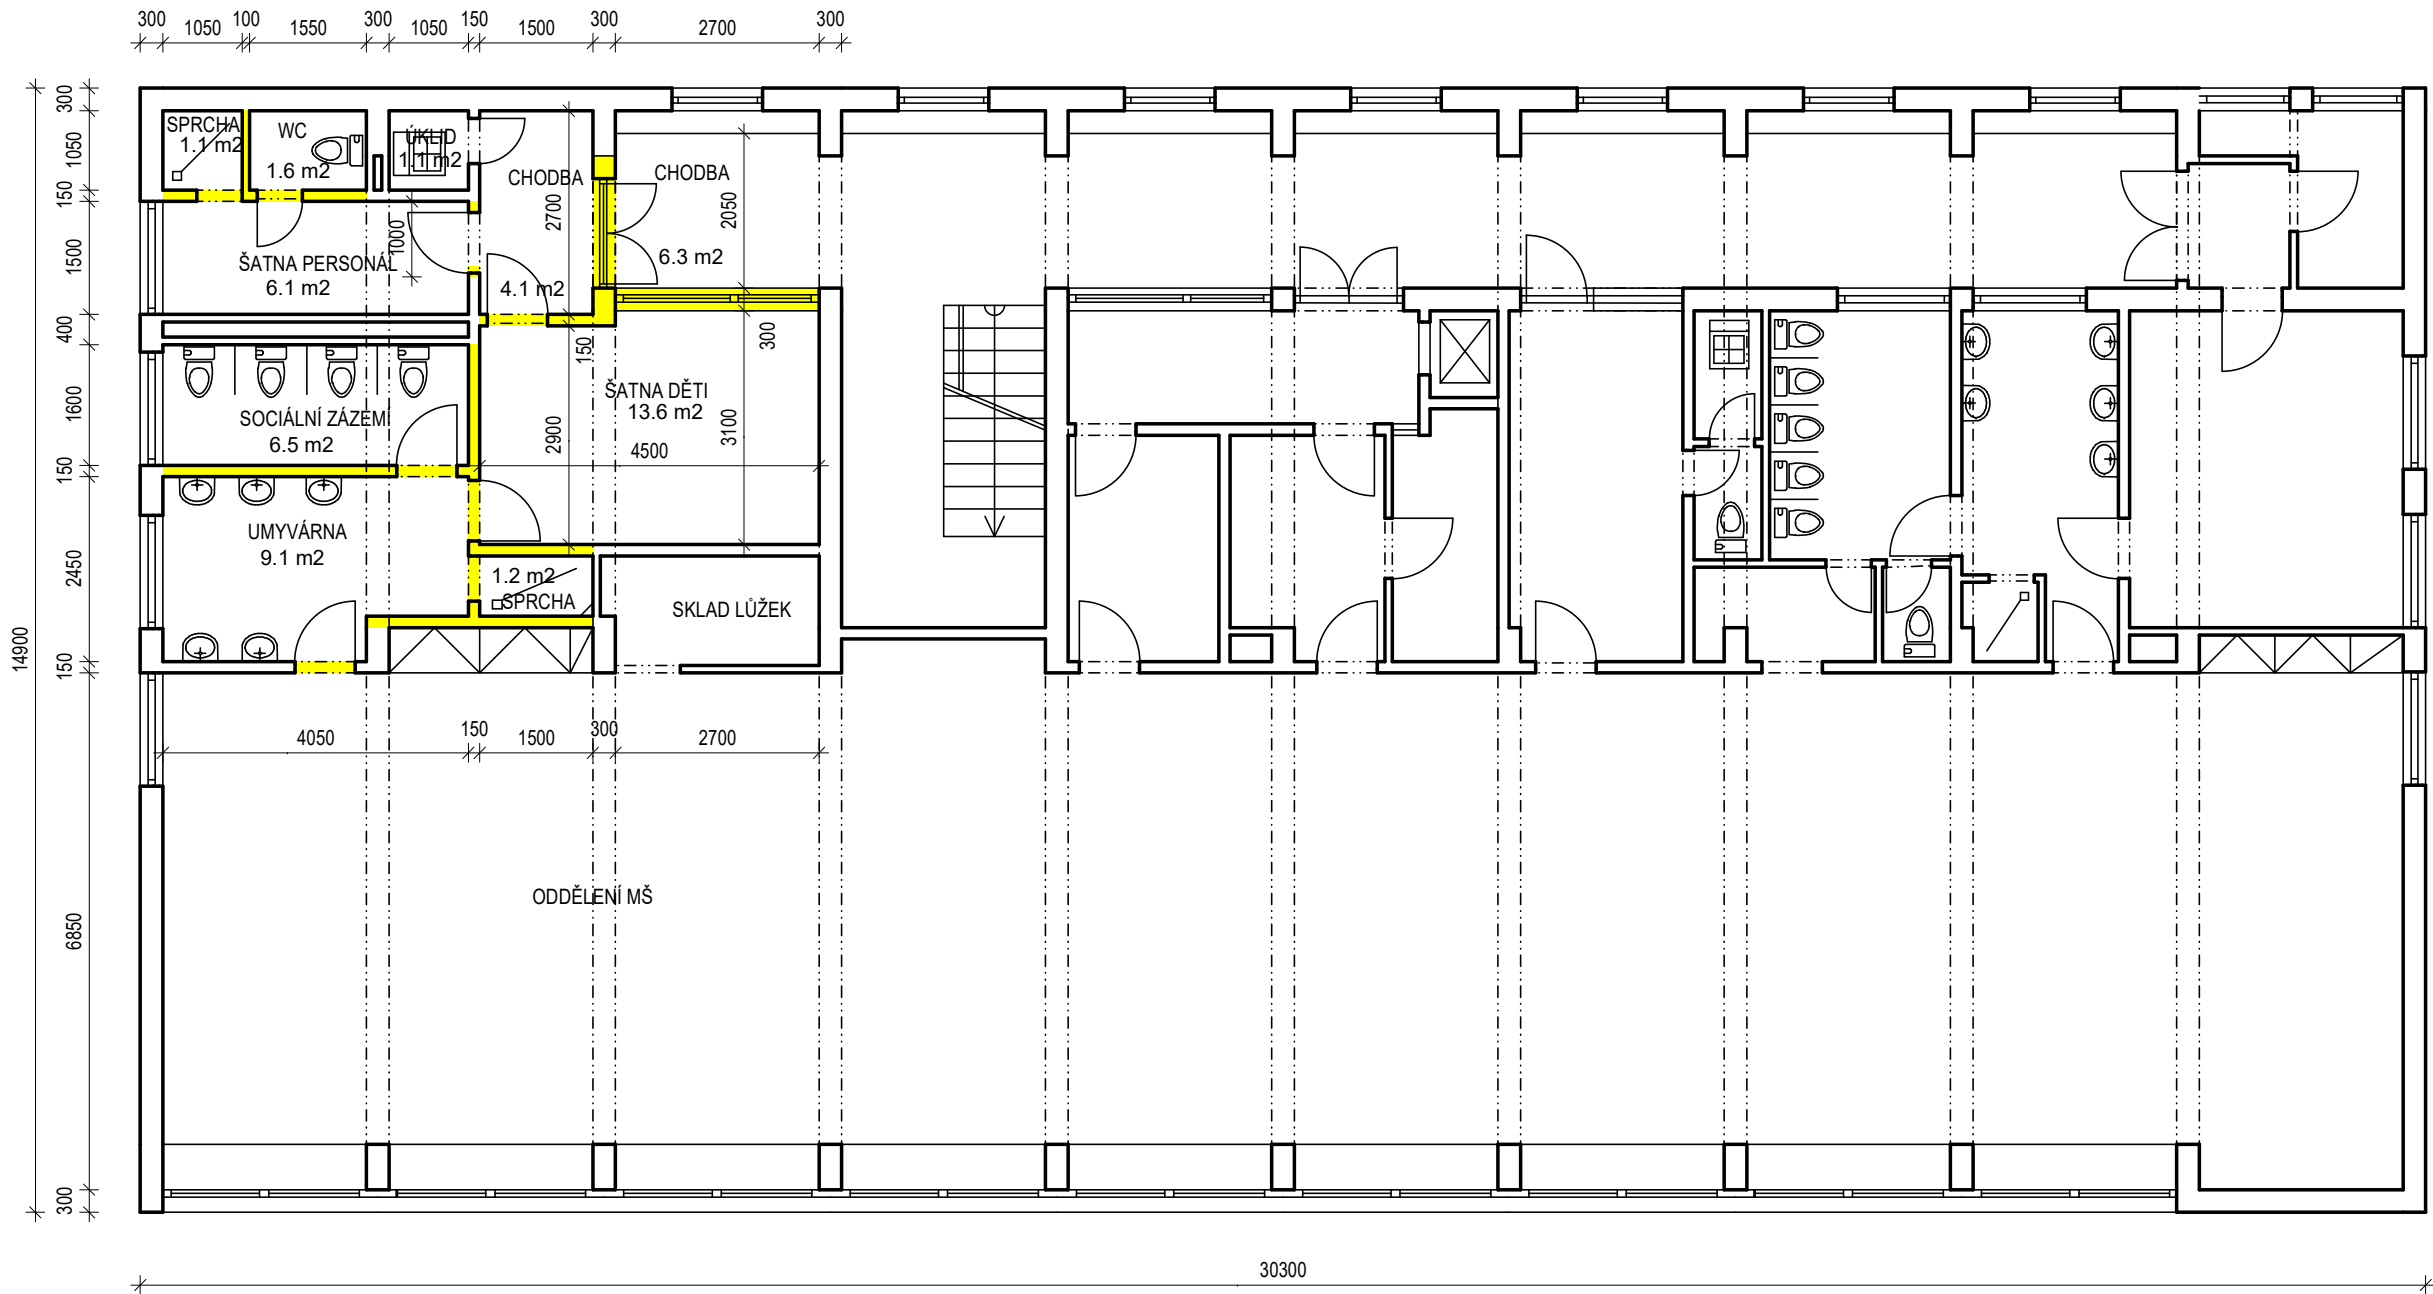 300 1050 100 1550 300 1050 150 1500 300 2700 300
300
1050
150
1500
400
1600
150
2450
150
6850
300
14900
SPRCHA
1.1 m2
WC
1.6 m2
ÚKLID
1.1 m2
CHODBA
2700
4.1 m2
CHODBA
2050
6.3 m2
1000
ŠATNA PERSONÁL
6.1 m2
150
300
ŠATNA DĚTI
13.6 m2
2900
4500
3100
SOCIÁLNÍ ZÁZEMÍ
6.5 m2
UMYVÁRNA
9.1 m2
1.2 m2
SPRCHA
SKLAD LŮŽEK
4050 150 1500 300 2700
ODDĚLENÍ MŠ
30300